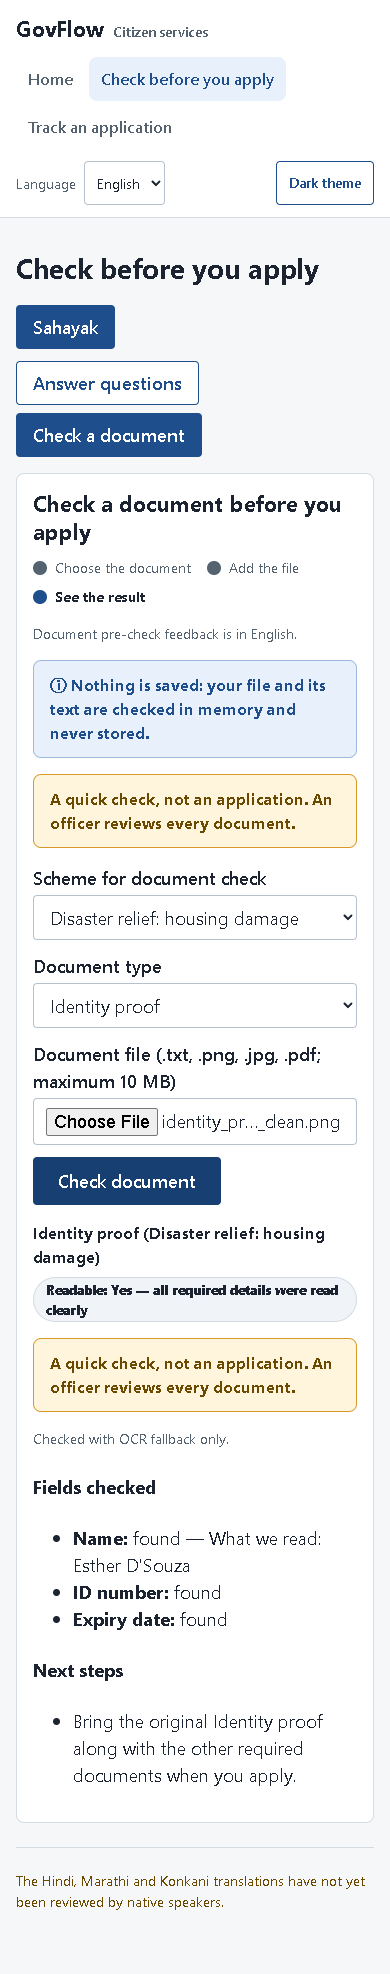 GovFlow Citizen services
Home Check before you apply
Track an application
Language English Dark theme
Check before you apply
Sahayak
Answer questions
Check a document
Check a document before you
apply
Choose the document Add the file
See the result
Document pre-check feedback is in English.
ⓘ Nothing is saved: your file and its
text are checked in memory and
never stored.
A quick check, not an application. An
officer reviews every document.
Scheme for document check
Disaster relief: housing damage
Document type
Identity proof
Document file (.txt, .png, .jpg, .pdf;
maximum 10 MB)
Choose File identity_pr..._clean.png
Check document
Identity proof (Disaster relief: housing
damage)
Readable: Yes — all required details were read
clearly
A quick check, not an application. An
officer reviews every document.
Checked with OCR fallback only.
Fields checked
• Name: found — What we read:
Esther D'Souza
• ID number: found
• Expiry date: found
Next steps
• Bring the original Identity proof
along with the other required
documents when you apply.
The Hindi, Marathi and Konkani translations have not yet
been reviewed by native speakers.